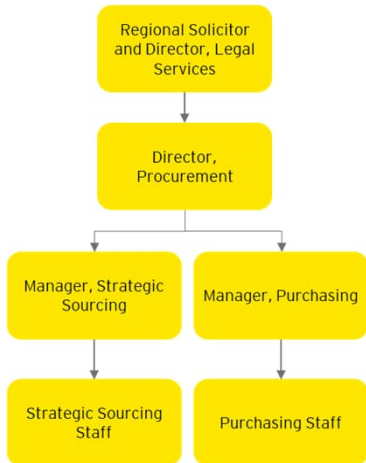 Regional Solicitor
and Director, Legal
Services
Director,
Procurement
Manager, Strategic
Sourcing
Manager, Purchasing
Strategic Sourcing
Staff
Purchasing Staff